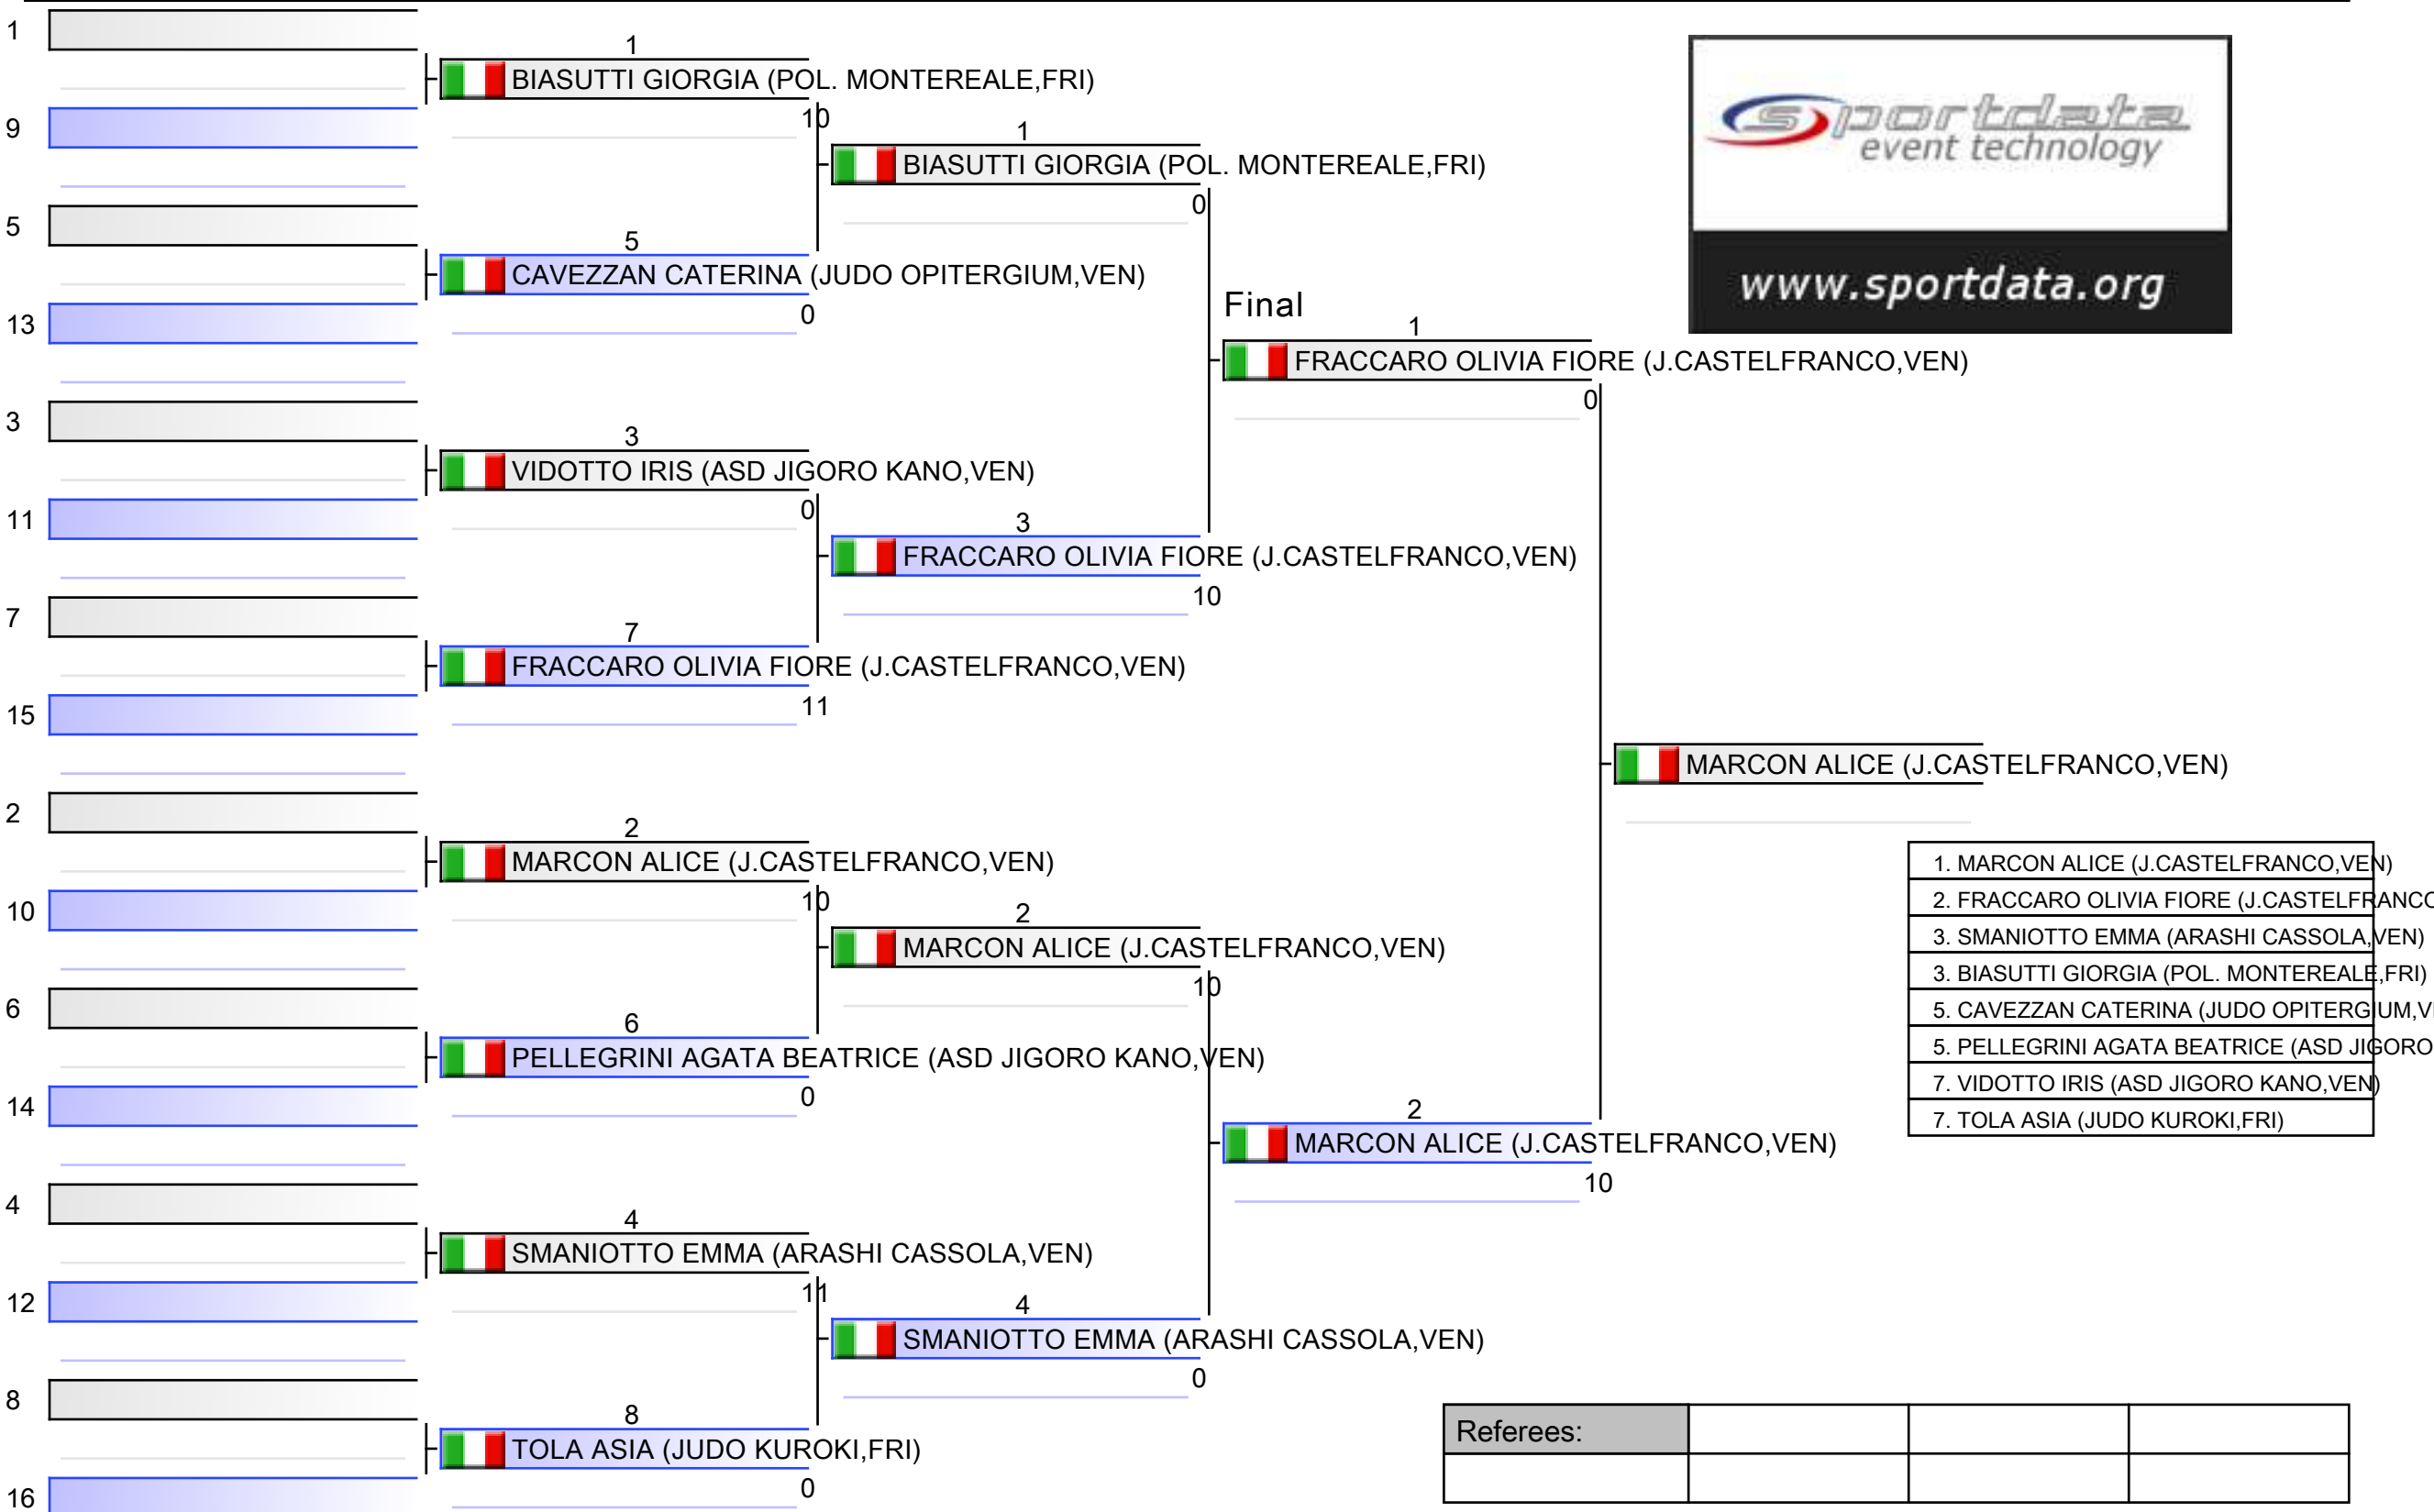 1
1
BIASUTTI GIORGIA (POL. MONTEREALE,FRI)
9
10
1
BIASUTTI GIORGIA (POL. MONTEREALE,FRI)
0
5
5
CAVEZZAN CATERINA (JUDO OPITERGIUM,VEN)
0
13
sportdata
event technology
www.sportdata.org
Final
1
FRACCARO OLIVIA FIORE (J.CASTELFRANCO,VEN)
0
3
3
VIDOTTO IRIS (ASD JIGORO KANO,VEN)
0
11
3
FRACCARO OLIVIA FIORE (J.CASTELFRANCO,VEN)
10
7
7
FRACCARO OLIVIA FIORE (J.CASTELFRANCO,VEN)
11
15
MARCON ALICE (J.CASTELFRANCO,VEN)
2
2
MARCON ALICE (J.CASTELFRANCO,VEN)
10
10
2
MARCON ALICE (J.CASTELFRANCO,VEN)
10
6
6
PELLEGRINI AGATA BEATRICE (ASD JIGORO KANO,VEN)
0
14
2
MARCON ALICE (J.CASTELFRANCO,VEN)
10
1. MARCON ALICE (J.CASTELFRANCO,VEN)
2. FRACCARO OLIVIA FIORE (J.CASTELFRANCO
3. SMANIOTTO EMMA (ARASHI CASSOLA,VEN)
3. BIASUTTI GIORGIA (POL. MONTEREALE,FRI)
5. CAVEZZAN CATERINA (JUDO OPITERGIUM,VE
5. PELLEGRINI AGATA BEATRICE (ASD JIGORO
7. VIDOTTO IRIS (ASD JIGORO KANO,VEN)
7. TOLA ASIA (JUDO KUROKI,FRI)
4
4
SMANIOTTO EMMA (ARASHI CASSOLA,VEN)
11
12
4
SMANIOTTO EMMA (ARASHI CASSOLA,VEN)
0
8
8
TOLA ASIA (JUDO KUROKI,FRI)
0
16
Referees: